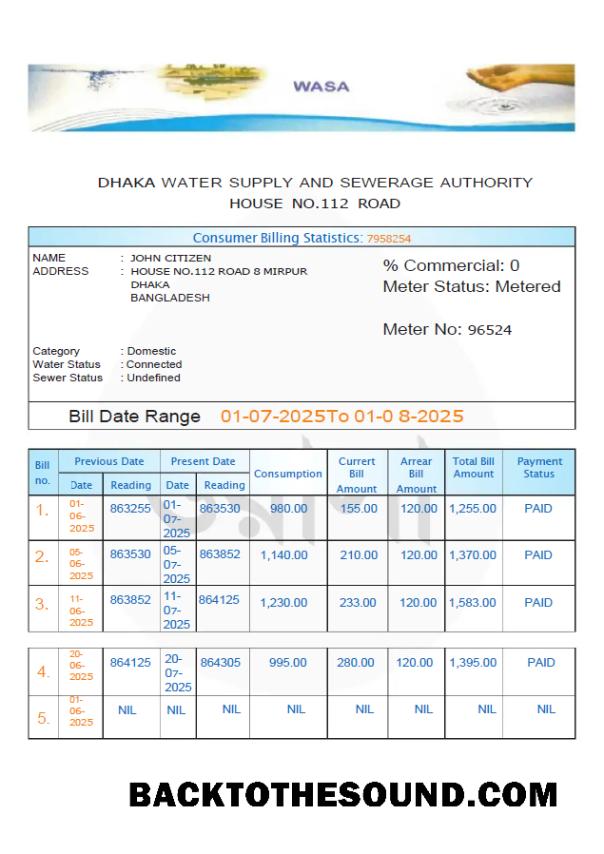 WASA
DHAKA WATER SUPPLY AND SEWERAGE AUTHORITY
HOUSE NO.112 ROAD
Consumer Billing Statistics: 7958254
NAME : JOHN CITIZEN
ADDRESS : HOUSE NO.112 ROAD 8 MIRPUR
DHAKA
BANGLADESH
% Commercial: 0
Meter Status: Metered
Meter No: 96524
Category : Domestic
Water Status : Connected
Sewer Status : Undefined
Bill Date Range 01-07-2025To 01-0 8-2025
Bill no. Previous Date Present Date Consumption Currert Bill Amount Arrear Bill Amount Total Bill Amount Payment Status
Date Reading Date Reading
1. 01-06-2025 863255 01-07-2025 863530 980.00 155.00 120.00 1,255.00 PAID
2. 05-06-2025 863530 05-07-2025 863852 1,140.00 210.00 120.00 1,370.00 PAID
3. 11-06-2025 863852 11-07-2025 864125 1,230.00 233.00 120.00 1,583.00 PAID
4. 20-06-2025 864125 20-07-2025 864305 995.00 280.00 120.00 1,395.00 PAID
5. 01-06-2025 NIL NIL NIL NIL NIL NIL NIL NIL
BACKTOTHESOUND.COM